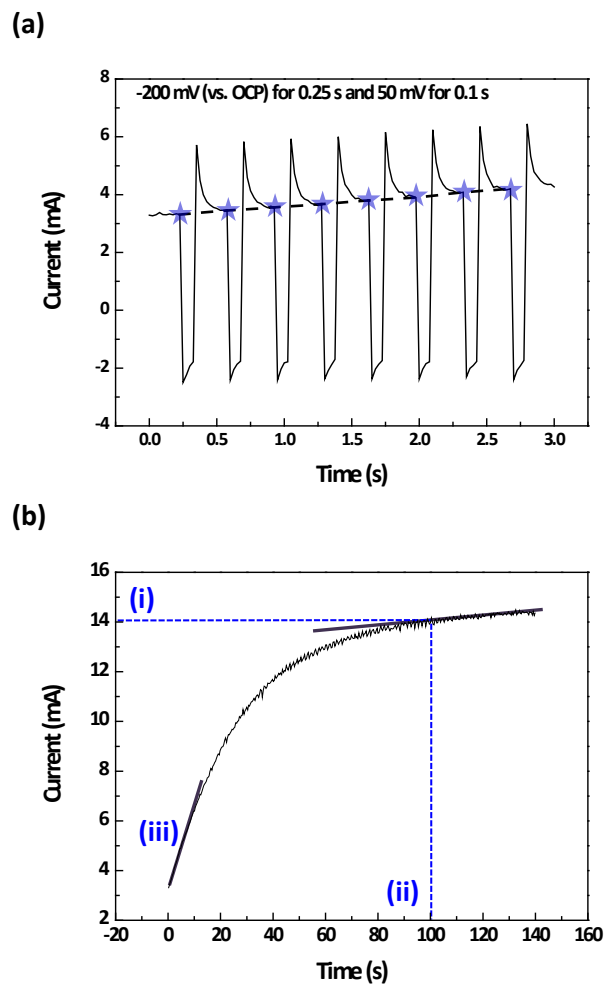 (a)
-200 mV (vs. OCP) for 0.25 s and 50 mV for 0.1 s
8
6
4
2
0
-2
-4
Current (mA)
0.0 0.5 1.0 1.5 2.0 2.5 3.0
Time (s)
(b)
16
14
12
10
8
6
4
2
Current (mA)
(i)
(iii)
(ii)
-20 0 20 40 60 80 100 120 140 160
Time (s)